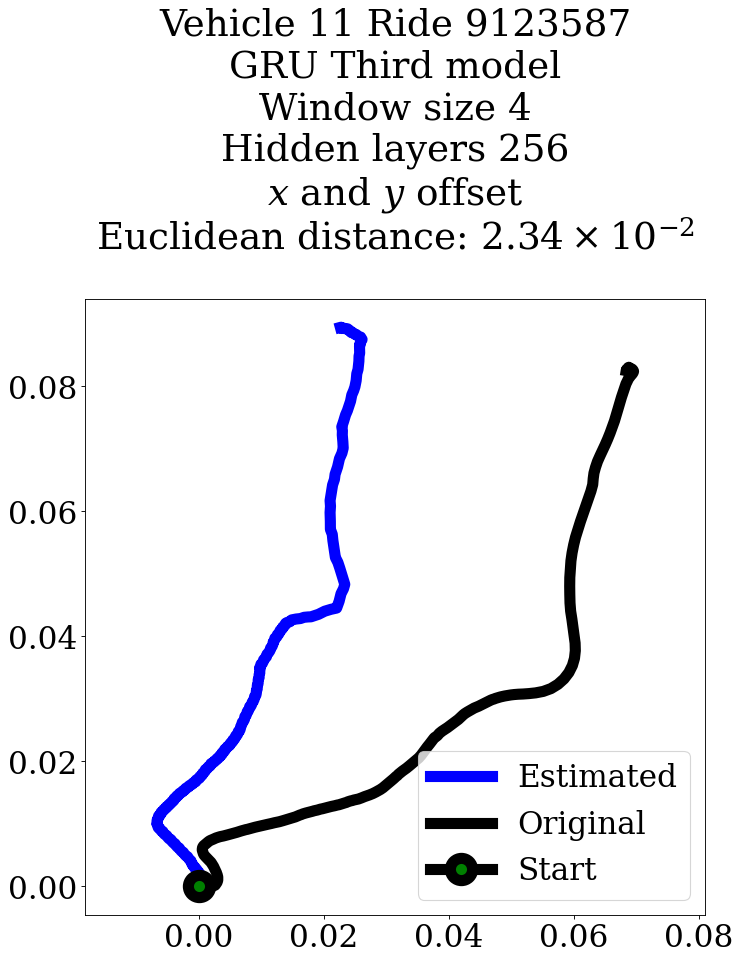 Vehicle 11 Ride 9123587
GRU Third model
Window size 4
Hidden layers 256
x and y offset
Euclidean distance: 2.34 × 10⁻²
0.08
0.06
0.04
0.02
0.00
Estimated
Original
Start
0.00 0.02 0.04 0.06 0.08